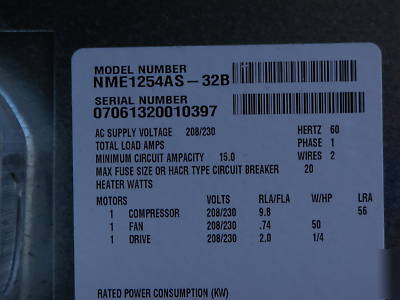 MODEL NUMBER
NME1254AS-32B
SERIAL NUMBER
07061320010397
AC SUPPLY VOLTAGE 208/230 HERTZ 60
TOTAL LOAD AMPS PHASE 1
MINIMUM CIRCUIT AMPACITY 15.0 WIRES 2
MAX FUSE SIZE OR HACR TYPE CIRCUIT BREAKER 20
HEATER WATTS
MOTORS VOLTS RLA/FLA W/HP LRA
1 COMPRESSOR 208/230 9.8 56
1 FAN 208/230 .74 50
1 DRIVE 208/230 2.0 1/4
RATED POWER CONSUMPTION (KW)